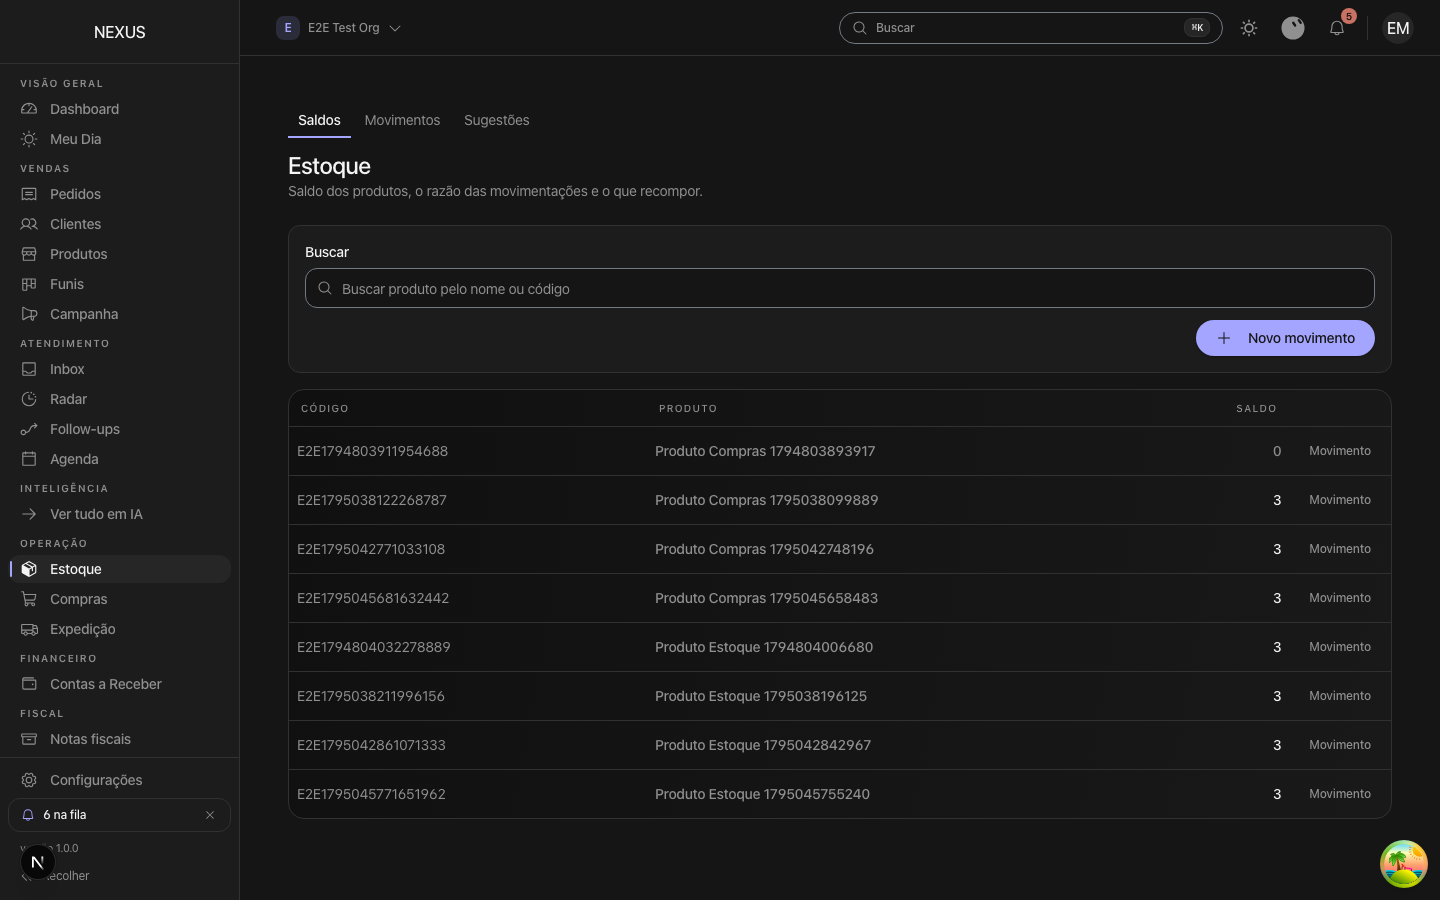 NEXUS
VISÃO GERAL
Dashboard
Meu Dia
VENDAS
Pedidos
Clientes
Produtos
Funis
Campanha
ATENDIMENTO
Inbox
Radar
Follow-ups
Agenda
INTELIGÊNCIA
Ver tudo em IA
OPERAÇÃO
Estoque
Compras
Expedição
FINANCEIRO
Contas a Receber
FISCAL
Notas fiscais
Configurações
6 na fila
1.0.0
N
E E2E Test Org
Buscar ⌘K
5
EM
Saldos Movimentos Sugestões
Estoque
Saldo dos produtos, o razão das movimentações e o que recompor.
Buscar
Buscar produto pelo nome ou código
Novo movimento
CÓDIGO PRODUTO SALDO
E2E1794803911954688 Produto Compras 1794803893917 0 Movimento
E2E1795038122268787 Produto Compras 1795038099889 3 Movimento
E2E1795042771033108 Produto Compras 1795042748196 3 Movimento
E2E1795045681632442 Produto Compras 1795045658483 3 Movimento
E2E1794804032278889 Produto Estoque 1794804006680 3 Movimento
E2E1795038211996156 Produto Estoque 1795038196125 3 Movimento
E2E1795042861071333 Produto Estoque 1795042842967 3 Movimento
E2E1795045771651962 Produto Estoque 1795045755240 3 Movimento